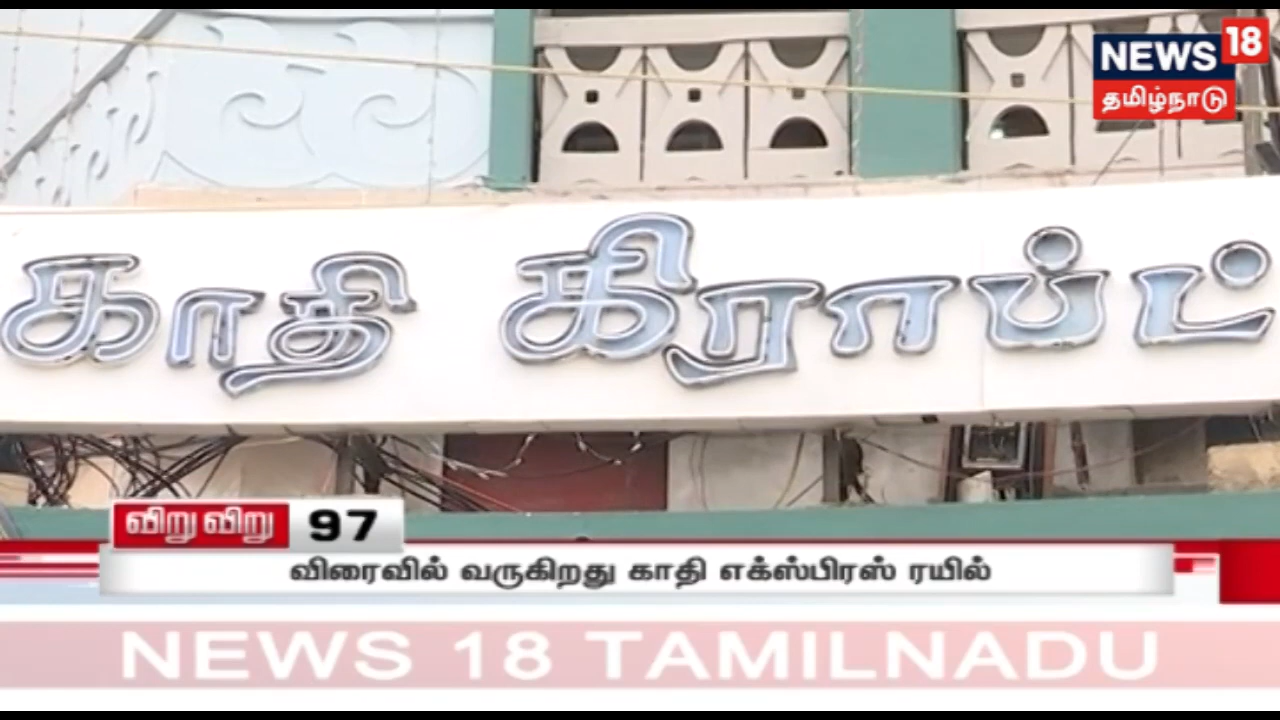 NEWS 18
தமிழ்நாடு
காதி கிராப்ட்
விறு விறு 97
விரைவில் வருகிறது காதி எக்ஸ்பிரஸ் ரயில்
NEWS 18 TAMILNADU